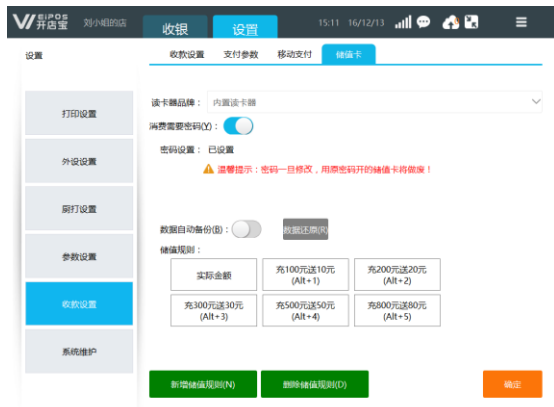 SIPOS
开店宝
刘小姐的店
收银
设置
15:11 16/12/13
设置
收款设置
支付参数
移动支付
储值卡
打印设置
外设设置
厨打设置
参数设置
收款设置
系统维护
读卡器品牌： 内置读卡器
消费需要密码(Y)：
密码设置： 已设置
温馨提示：密码一旦修改，用原密码开的储值卡将做废！
数据自动备份(B)：
数据还原(R)
储值规则：
实际金额
充100元送10元
(Alt+1)
充200元送20元
(Alt+2)
充300元送30元
(Alt+3)
充500元送50元
(Alt+4)
充800元送80元
(Alt+5)
新增储值规则(N)
删除储值规则(D)
确定